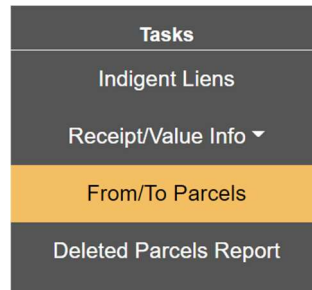 Tasks
Indigent Liens
Receipt/Value Info
From/To Parcels
Deleted Parcels Report